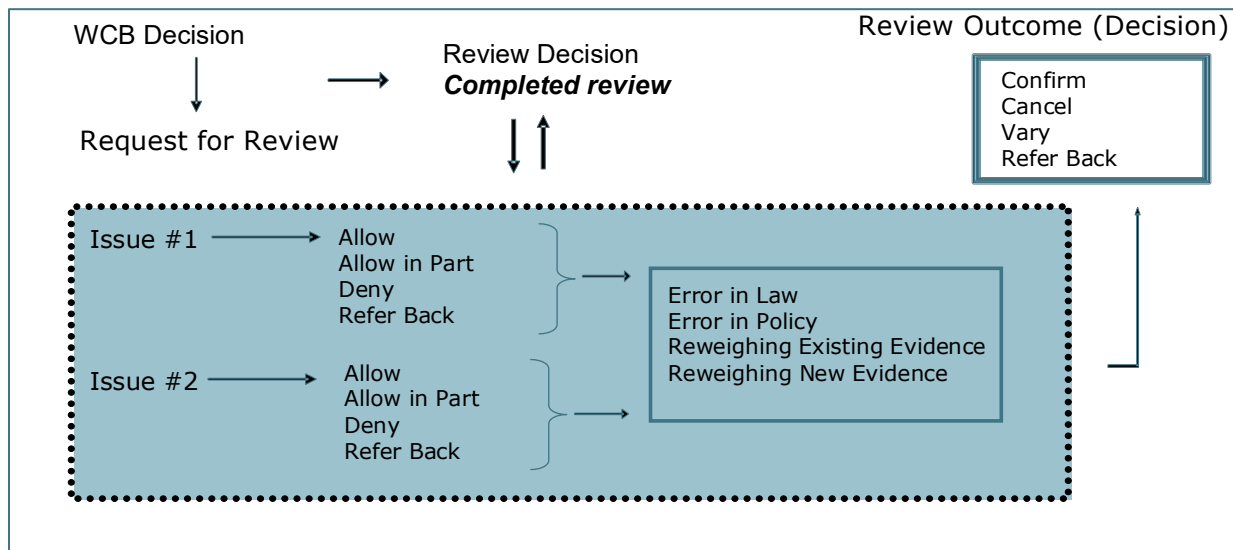 WCB Decision
Request for Review
Review Decision
Completed review
Review Outcome (Decision)
Confirm
Cancel
Vary
Refer Back
Issue #1
Allow
Allow in Part
Deny
Refer Back
Issue #2
Allow
Allow in Part
Deny
Refer Back
Error in Law
Error in Policy
Reweighing Existing Evidence
Reweighing New Evidence